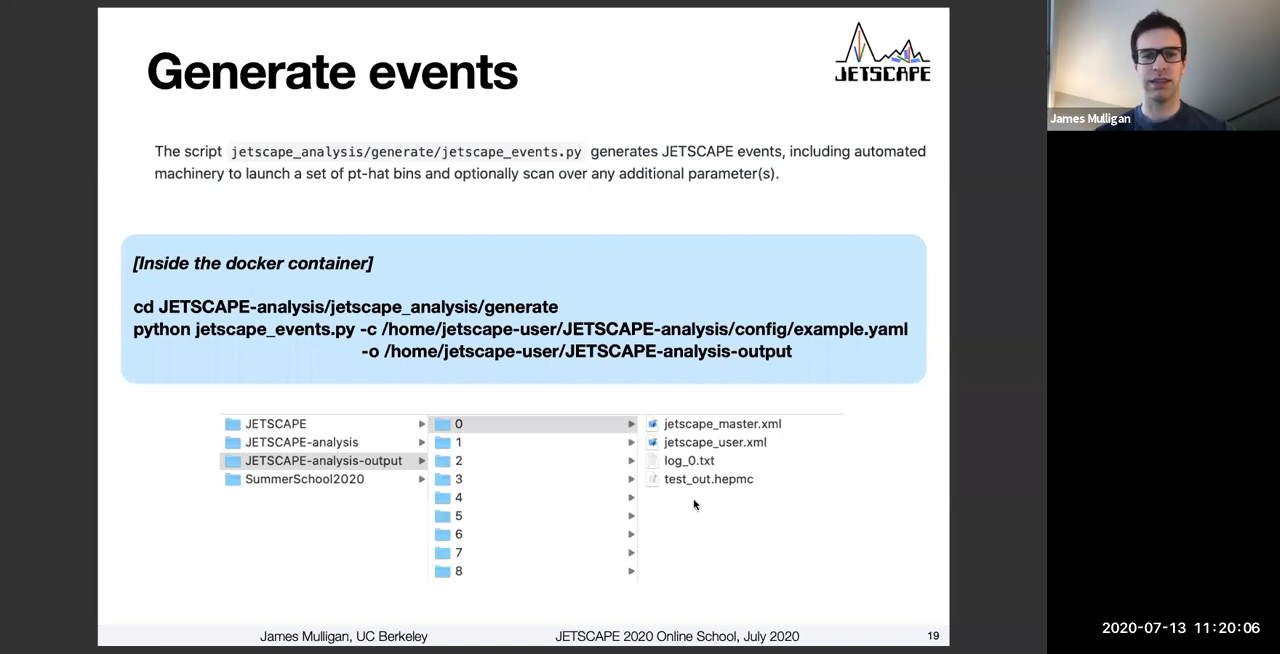 Generate events
JETSCAPE
James Mulligan
The script jetscape_analysis/generate/jetscape_events.py generates JETSCAPE events, including automated
machinery to launch a set of pt-hat bins and optionally scan over any additional parameter(s).
[Inside the docker container]
cd JETSCAPE-analysis/jetscape_analysis/generate
python jetscape_events.py -c /home/jetscape-user/JETSCAPE-analysis/config/example.yaml
-o /home/jetscape-user/JETSCAPE-analysis-output
JETSCAPE
JETSCAPE-analysis
JETSCAPE-analysis-output
SummerSchool2020
0
1
2
3
4
5
6
7
8
jetscape_master.xml
jetscape_user.xml
log_0.txt
test_out.hepmc
James Mulligan, UC Berkeley
JETSCAPE 2020 Online School, July 2020
19
2020-07-13 11:20:06